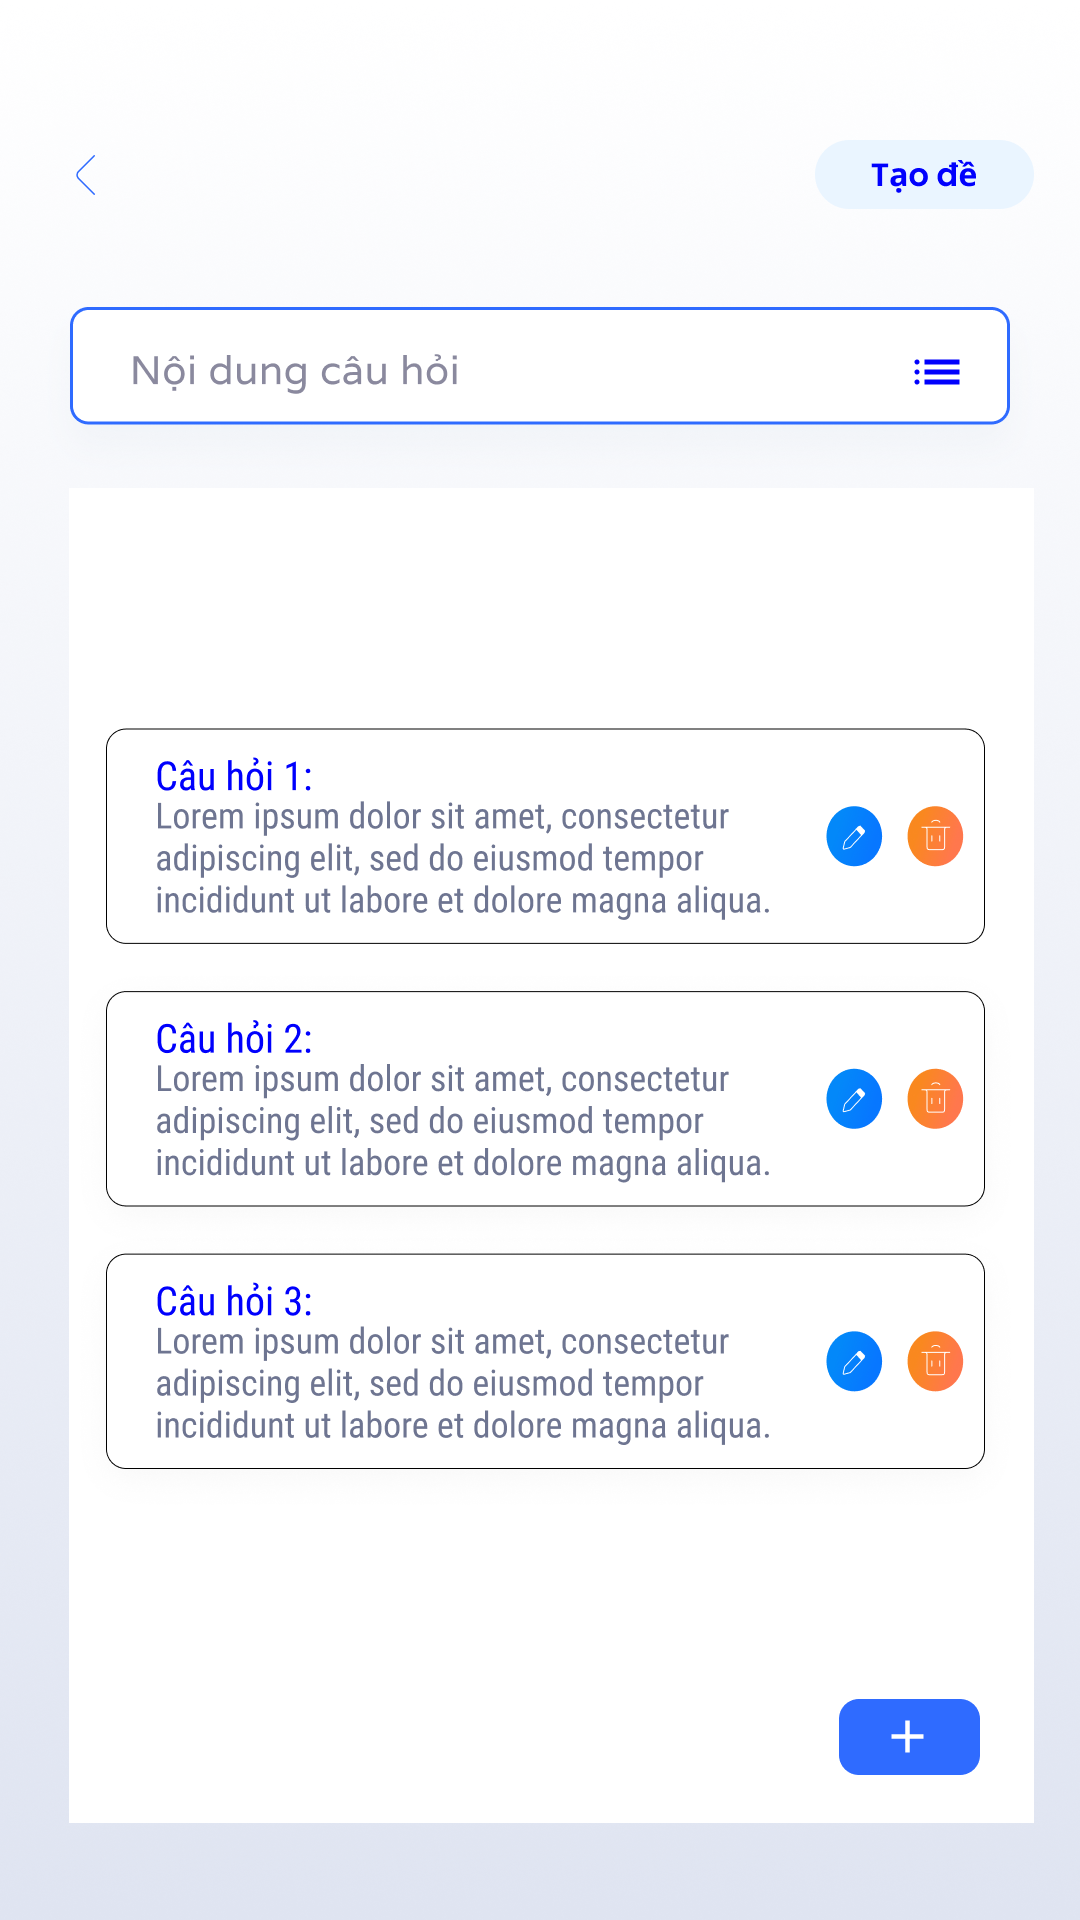 Tạo đề
Nội dung câu hỏi
Câu hỏi 1:
Lorem ipsum dolor sit amet, consectetur
adipiscing elit, sed do eiusmod tempor
incididunt ut labore et dolore magna aliqua.
Câu hỏi 2:
Lorem ipsum dolor sit amet, consectetur
adipiscing elit, sed do eiusmod tempor
incididunt ut labore et dolore magna aliqua.
Câu hỏi 3:
Lorem ipsum dolor sit amet, consectetur
adipiscing elit, sed do eiusmod tempor
incididunt ut labore et dolore magna aliqua.